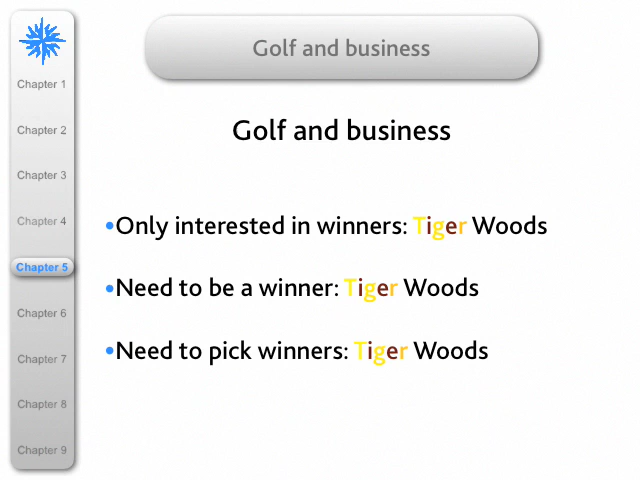 Golf and business
Chapter 1
Chapter 2
Chapter 3
Chapter 4
Chapter 5
Chapter 6
Chapter 7
Chapter 8
Chapter 9
Golf and business
•Only interested in winners: Tiger Woods
•Need to be a winner: Tiger Woods
•Need to pick winners: Tiger Woods